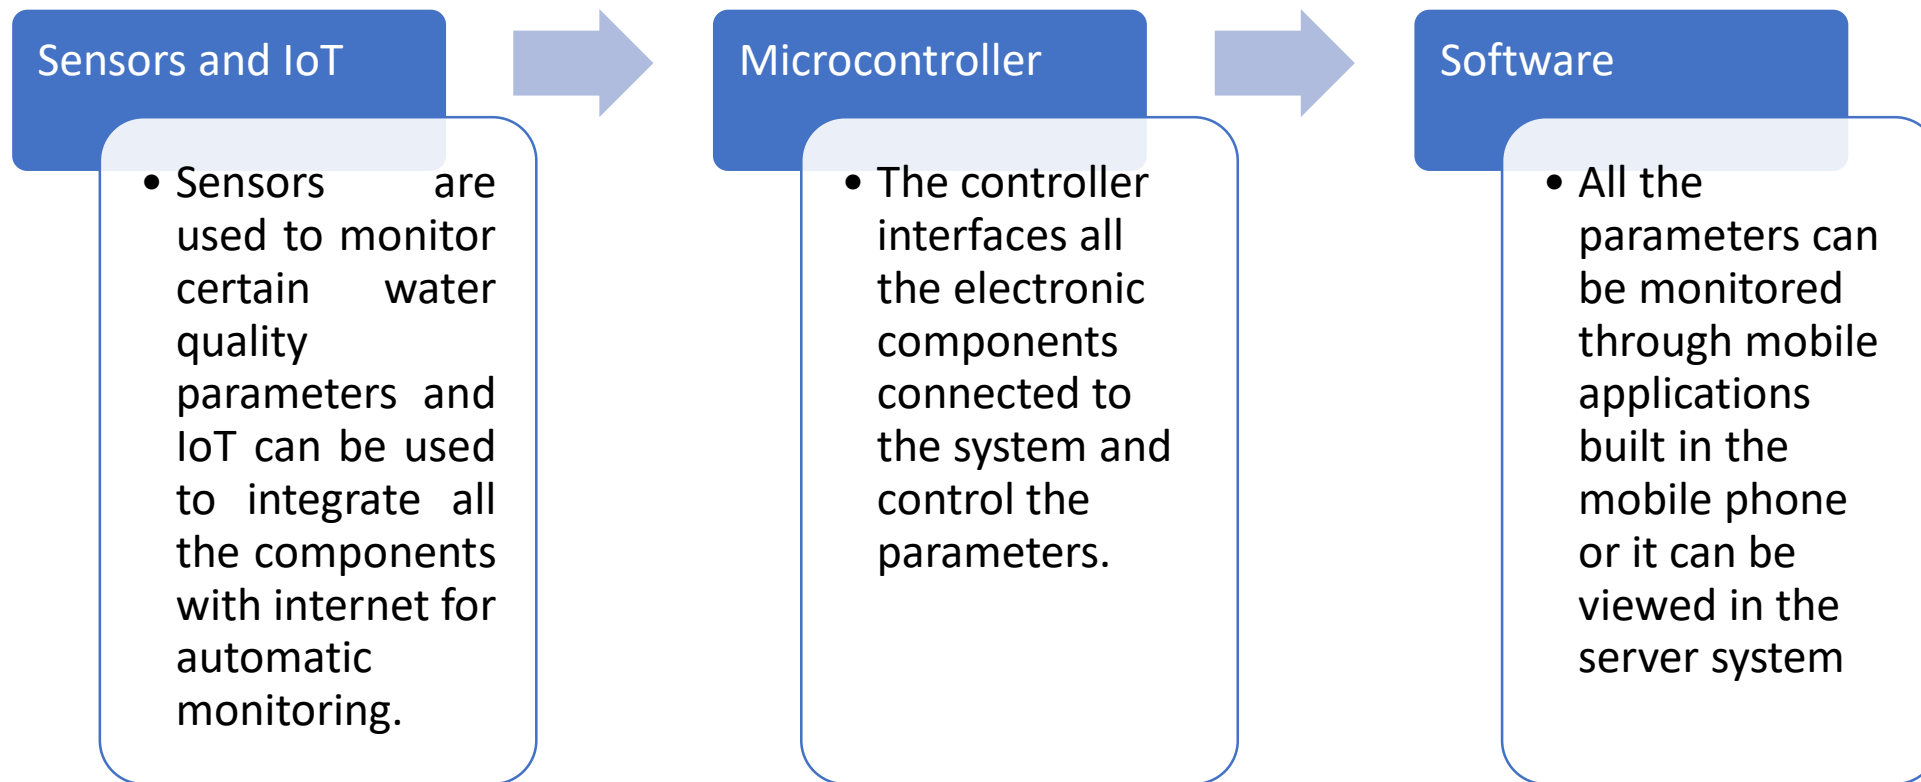 Sensors and IoT
• Sensors are
used to monitor
certain water
quality
parameters and
IoT can be used
to integrate all
the components
with internet for
automatic
monitoring.
Microcontroller
• The controller
interfaces all
the electronic
components
connected to
the system and
control the
parameters.
Software
• All the
parameters can
be monitored
through mobile
applications
built in the
mobile phone
or it can be
viewed in the
server system